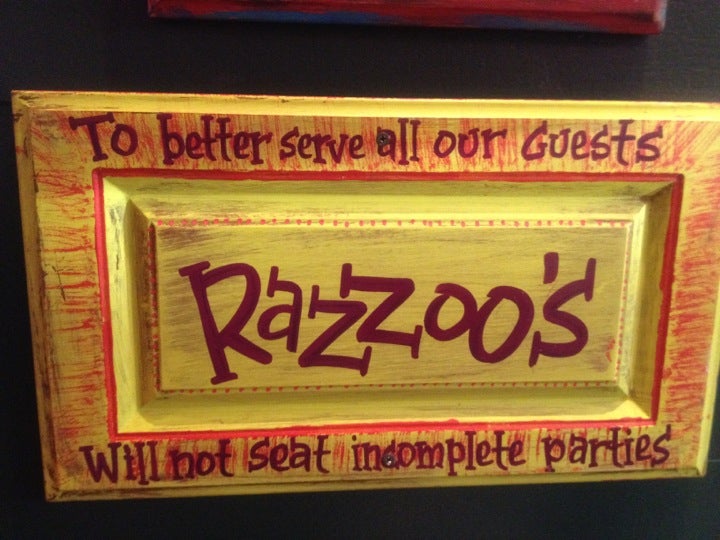 To better serve all our Guests
Razzoo's
Will not seat incomplete parties